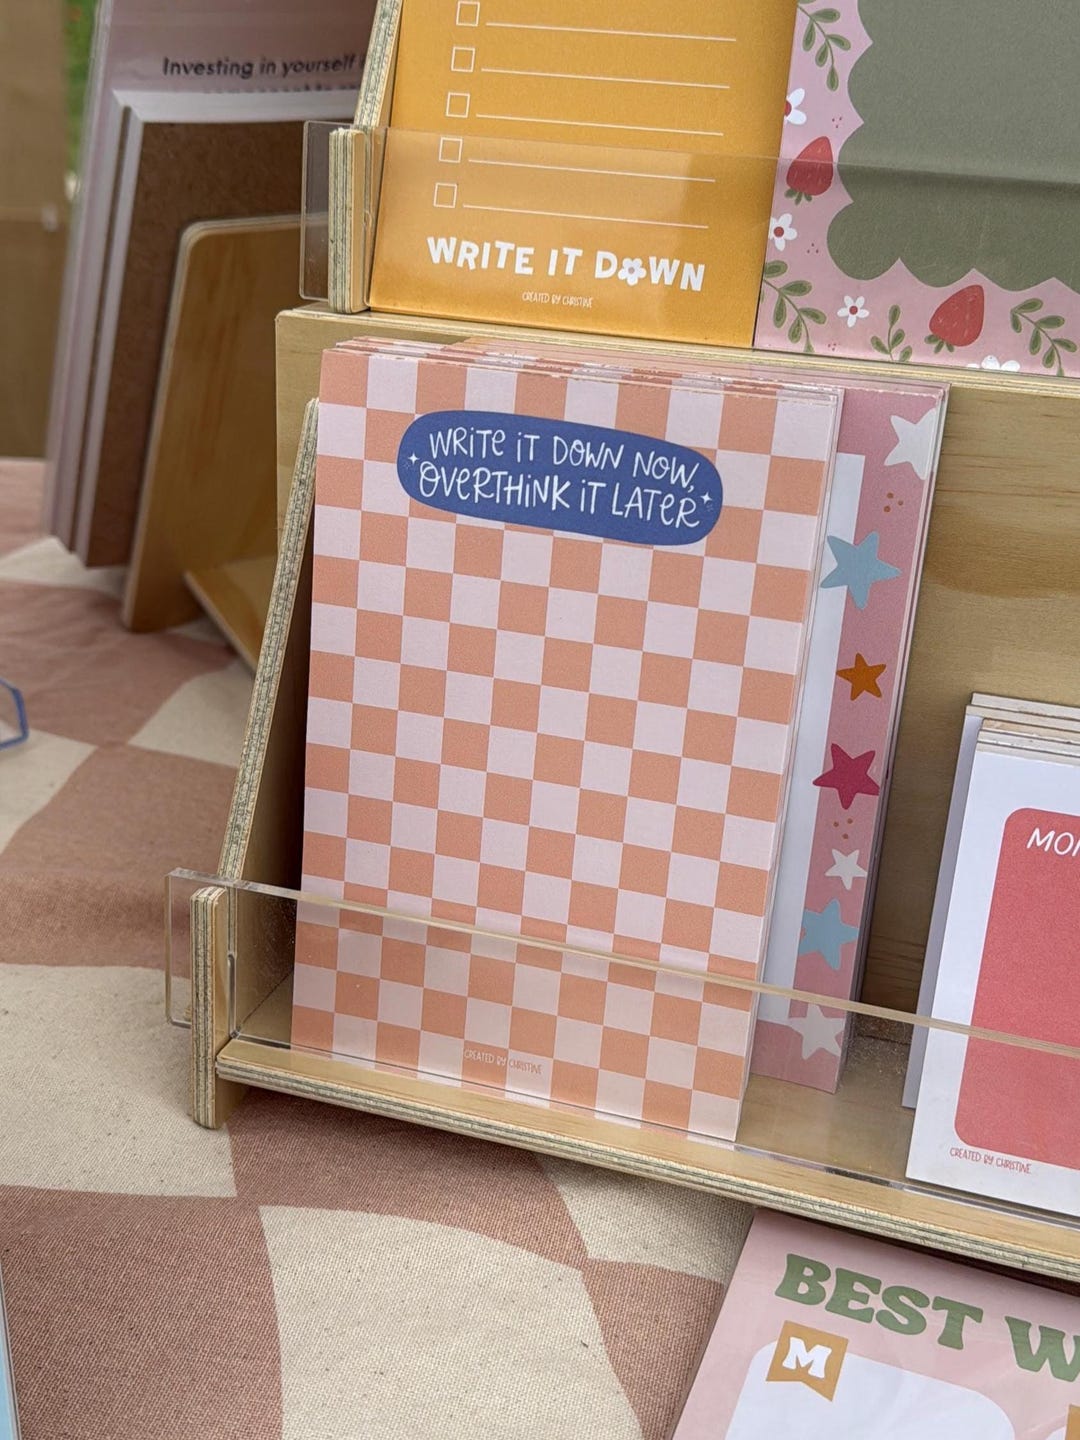 Investing in yourself
WRITE IT DOWN
CREATED BY CHRISTINE
WRITE IT DOWN NOW,
OVERTHINK IT LATER
CREATED BY CHRISTINE
MON
CREATED BY CHRISTINE
BEST W
M